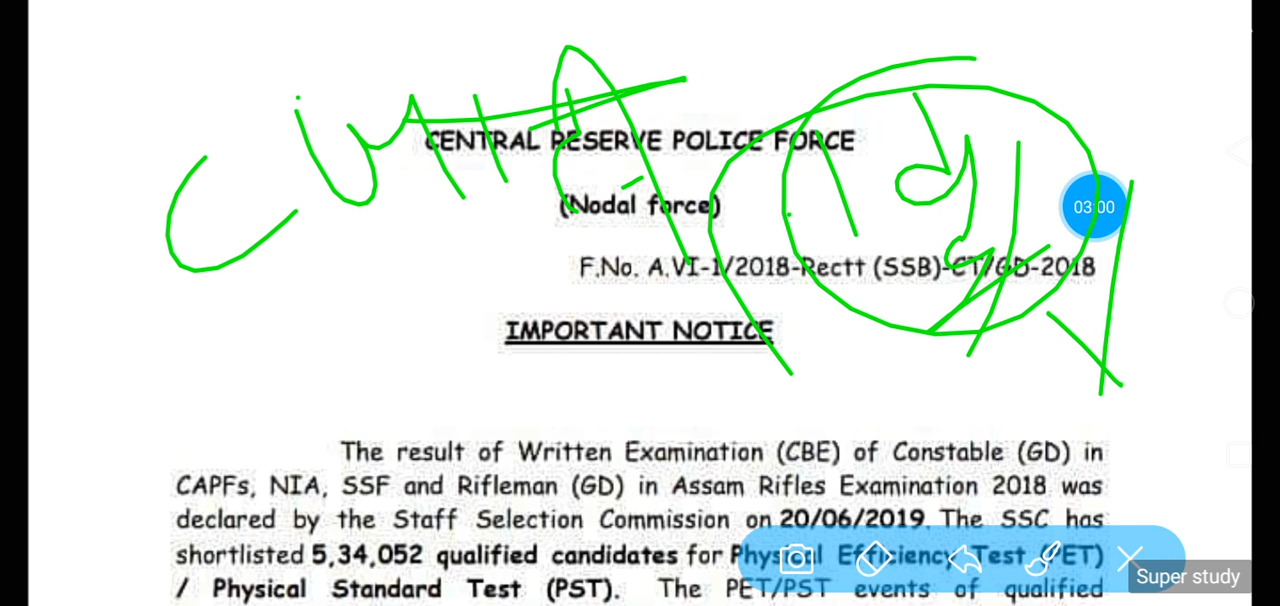 CENTRAL RESERVE POLICE FORCE
(Nodal force)
03:00
F.No. A.VI-1/2018-Rectt (SSB)-CT/GD-2018
IMPORTANT NOTICE
The result of Written Examination (CBE) of Constable (GD) in
CAPFs, NIA, SSF and Rifleman (GD) in Assam Rifles Examination 2018 was
declared by the Staff Selection Commission on 20/06/2019. The SSC has
shortlisted 5,34,052 qualified candidates for Physical Efficiency Test (PET)
/ Physical Standard Test (PST). The PET/PST events of qualified
Super study